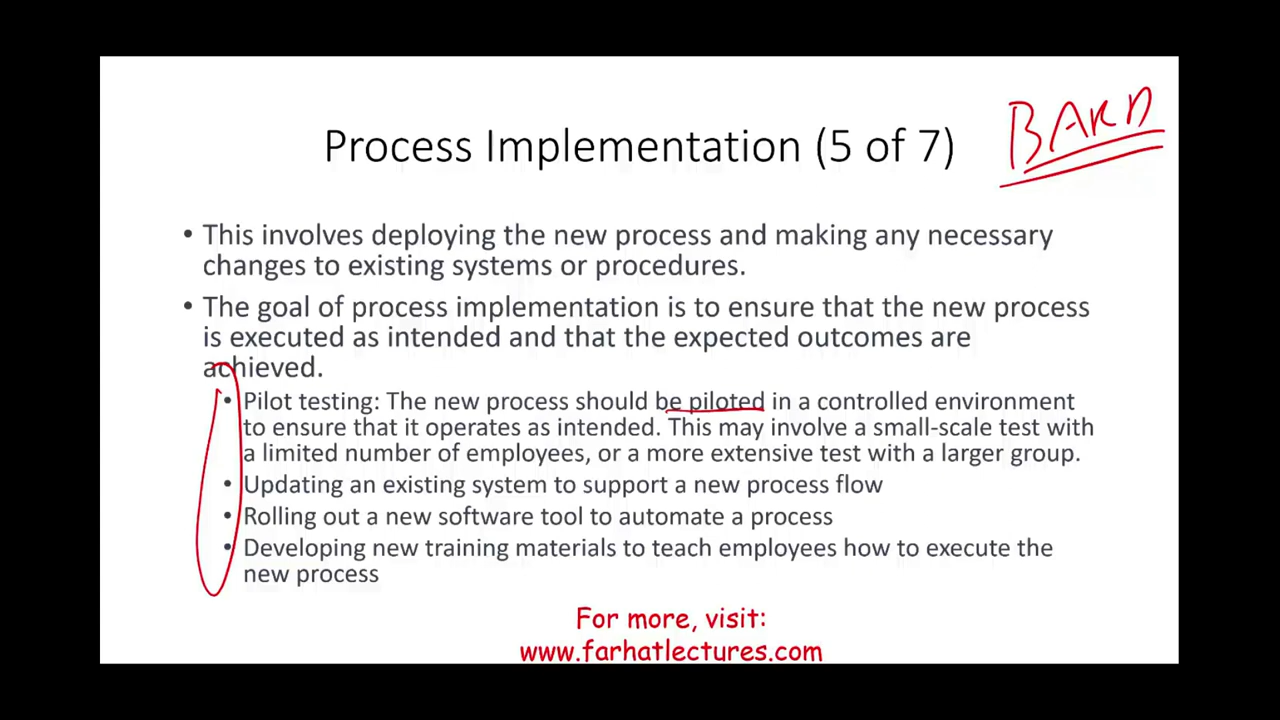 Process Implementation (5 of 7)
BARD
• This involves deploying the new process and making any necessary
changes to existing systems or procedures.
• The goal of process implementation is to ensure that the new process
is executed as intended and that the expected outcomes are
achieved.
• Pilot testing: The new process should be piloted in a controlled environment
to ensure that it operates as intended. This may involve a small-scale test with
a limited number of employees, or a more extensive test with a larger group.
• Updating an existing system to support a new process flow
• Rolling out a new software tool to automate a process
• Developing new training materials to teach employees how to execute the
new process
For more, visit:
www.farhatlectures.com